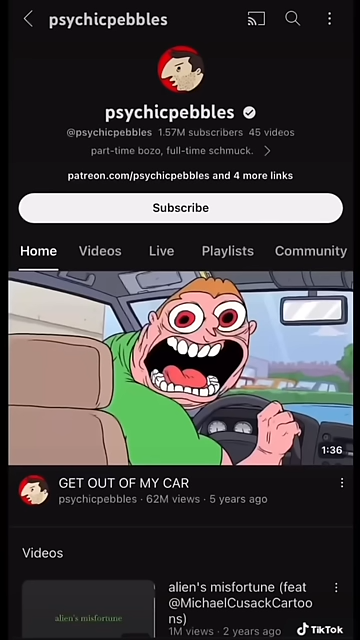 psychicpebbles
psychicpebbles
@psychicpebbles 1.57M subscribers 45 videos
part-time bozo, full-time schmuck.
patreon.com/psychicpebbles and 4 more links
Subscribe
Home Videos Live Playlists Community
1:36
GET OUT OF MY CAR
psychicpebbles · 62M views · 5 years ago
Videos
alien's misfortune
alien's misfortune (feat
@MichaelCusackCartoo
ns)
1M views · 2 years ago
TikTok